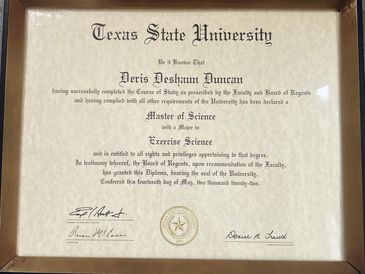 Texas State University
Be it Known That
Deris Deshaun Duncan
having successfully completed the Course of Study as prescribed by the Faculty and Board of Regents
and having complied with all other requirements of the University has been declared a
Master of Science
with a Major in
Exercise Science
and is entitled to all rights and privileges appertaining to that degree.
In testimony whereof, the Board of Regents, upon recommendation of the Faculty,
has granted this Diploma, bearing the seal of the University.
Conferred this fourteenth day of May, two thousand twenty-two.